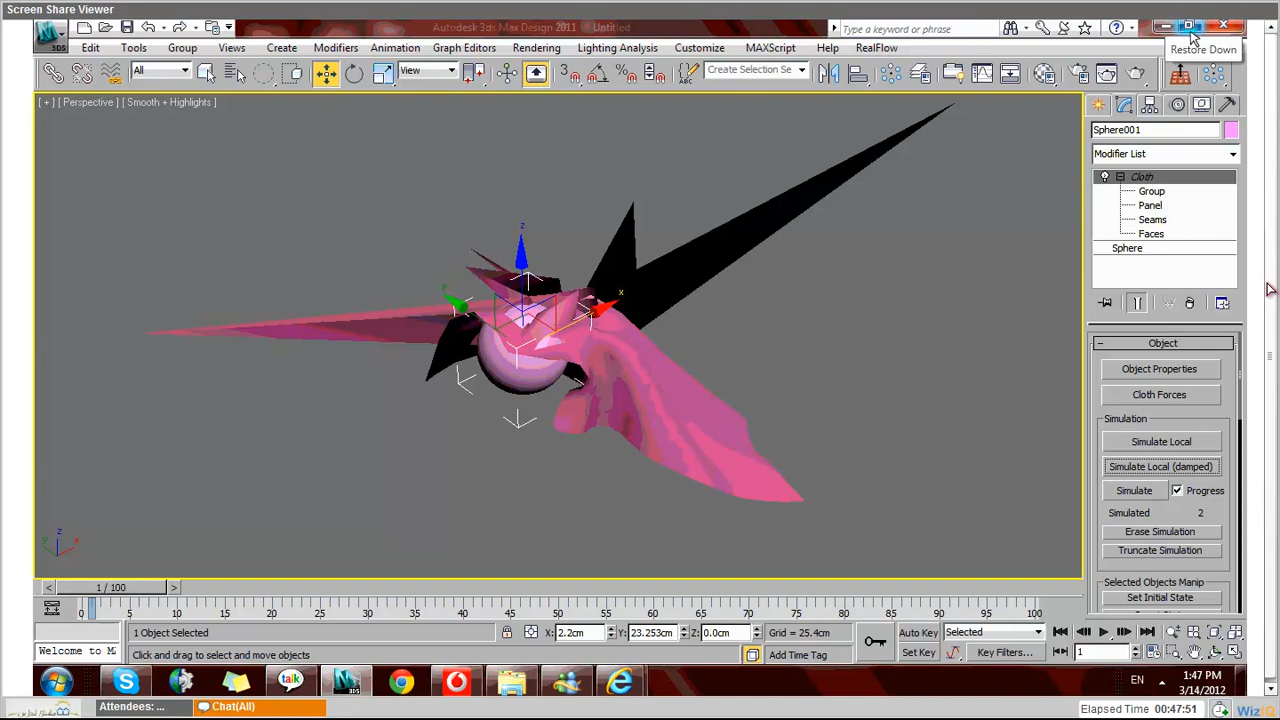 Screen Share Viewer
Autodesk 3ds Max Design 2011 Untitled
Type a keyword or phrase
Edit Tools Group Views Create Modifiers Animation Graph Editors Rendering Lighting Analysis Customize MAXScript Help RealFlow
Restore Down
All View 3 Create Selection Se
[ + ] [ Perspective ] [ Smooth + Highlights ]
Sphere001
Modifier List
Cloth
Group
Panel
Seams
Faces
Sphere
z
y
x
Object
Object Properties
Cloth Forces
Simulation
Simulate Local
Simulate Local (damped)
Simulate Progress
Simulated 2
Erase Simulation
Truncate Simulation
Selected Objects Manip
Set Initial State
z
y x
< 1 / 100 >
0 5 10 15 20 25 30 35 40 45 50 55 60 65 70 75 80 85 90 95 100
1 Object Selected X: 2.2cm Y: 23.253cm Z: 0.0cm Grid = 25.4cm Auto Key Selected
Welcome to M Click and drag to select and move objects Add Time Tag Set Key Key Filters... 1
talk 3DS EN 1:47 PM
3/14/2012
Attendees: ... Chat(All) Elapsed Time 00:47:51 WizIQ